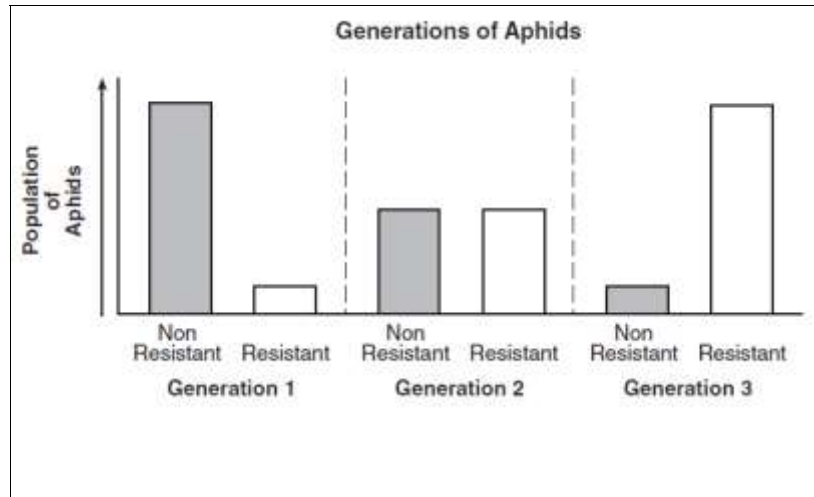 Generations of Aphids
Population
of
Aphids
Non
Resistant
Resistant
Generation 1
Non
Resistant
Resistant
Generation 2
Non
Resistant
Resistant
Generation 3